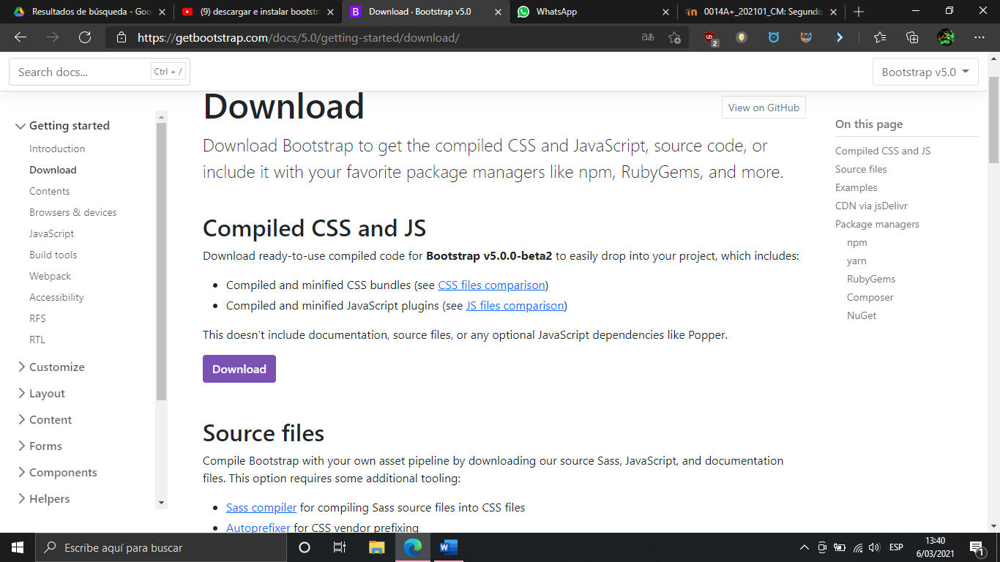 Resultados de búsqueda - Goo
(9) descargar e instalar bootstra
Download · Bootstrap v5.0
WhatsApp
0014A+_202101_CM: Segundo
https://getbootstrap.com/docs/5.0/getting-started/download/
2
Search docs...
Ctrl + /
Bootstrap v5.0
Getting started
Introduction
Download
Contents
Browsers & devices
JavaScript
Build tools
Webpack
Accessibility
RFS
RTL
Customize
Layout
Content
Forms
Components
Helpers
Download
View on GitHub
Download Bootstrap to get the compiled CSS and JavaScript, source code, or
include it with your favorite package managers like npm, RubyGems, and more.
Compiled CSS and JS
Download ready-to-use compiled code for Bootstrap v5.0.0-beta2 to easily drop into your project, which includes:
• Compiled and minified CSS bundles (see CSS files comparison)
• Compiled and minified JavaScript plugins (see JS files comparison)
This doesn’t include documentation, source files, or any optional JavaScript dependencies like Popper.
Download
Source files
Compile Bootstrap with your own asset pipeline by downloading our source Sass, JavaScript, and documentation
files. This option requires some additional tooling:
• Sass compiler for compiling Sass source files into CSS files
• Autoprefixer for CSS vendor prefixing
On this page
Compiled CSS and JS
Source files
Examples
CDN via jsDelivr
Package managers
npm
yarn
RubyGems
Composer
NuGet
Escribe aquí para buscar
ESP
13:40
6/03/2021
1